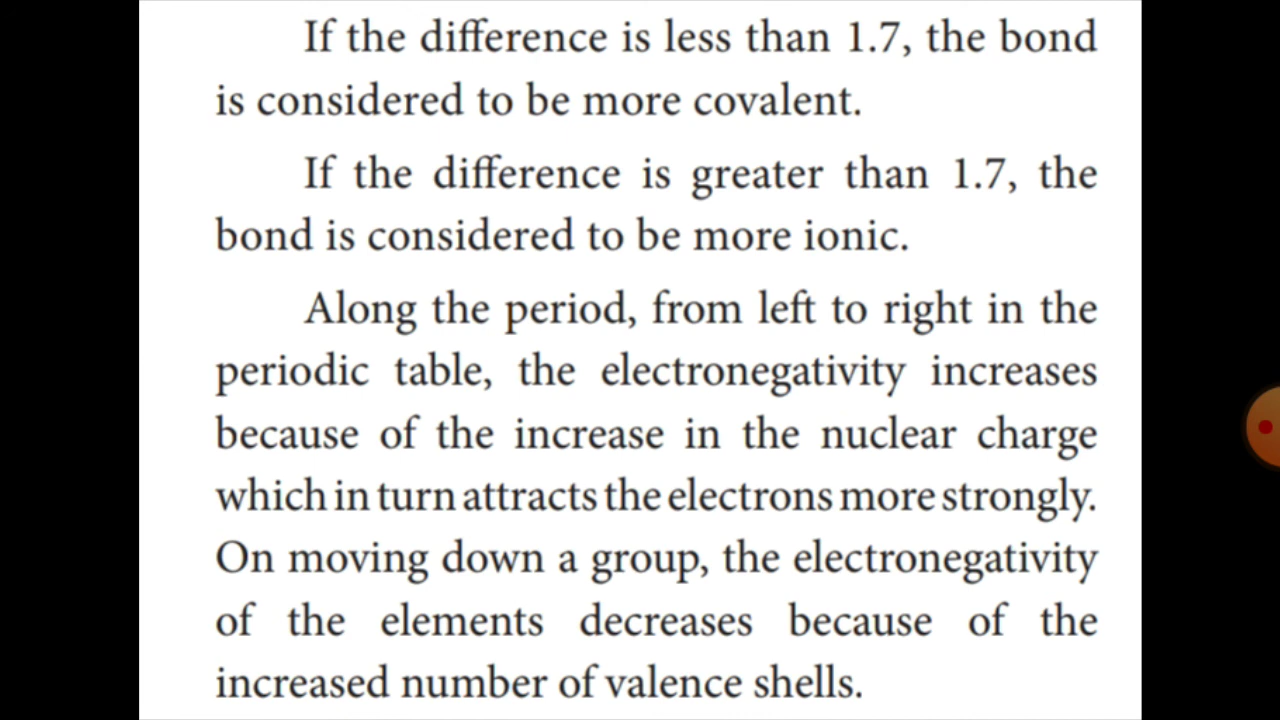 If the difference is less than 1.7, the bond
is considered to be more covalent.
If the difference is greater than 1.7, the
bond is considered to be more ionic.
Along the period, from left to right in the
periodic table, the electronegativity increases
because of the increase in the nuclear charge
which in turn attracts the electrons more strongly.
On moving down a group, the electronegativity
of the elements decreases because of the
increased number of valence shells.